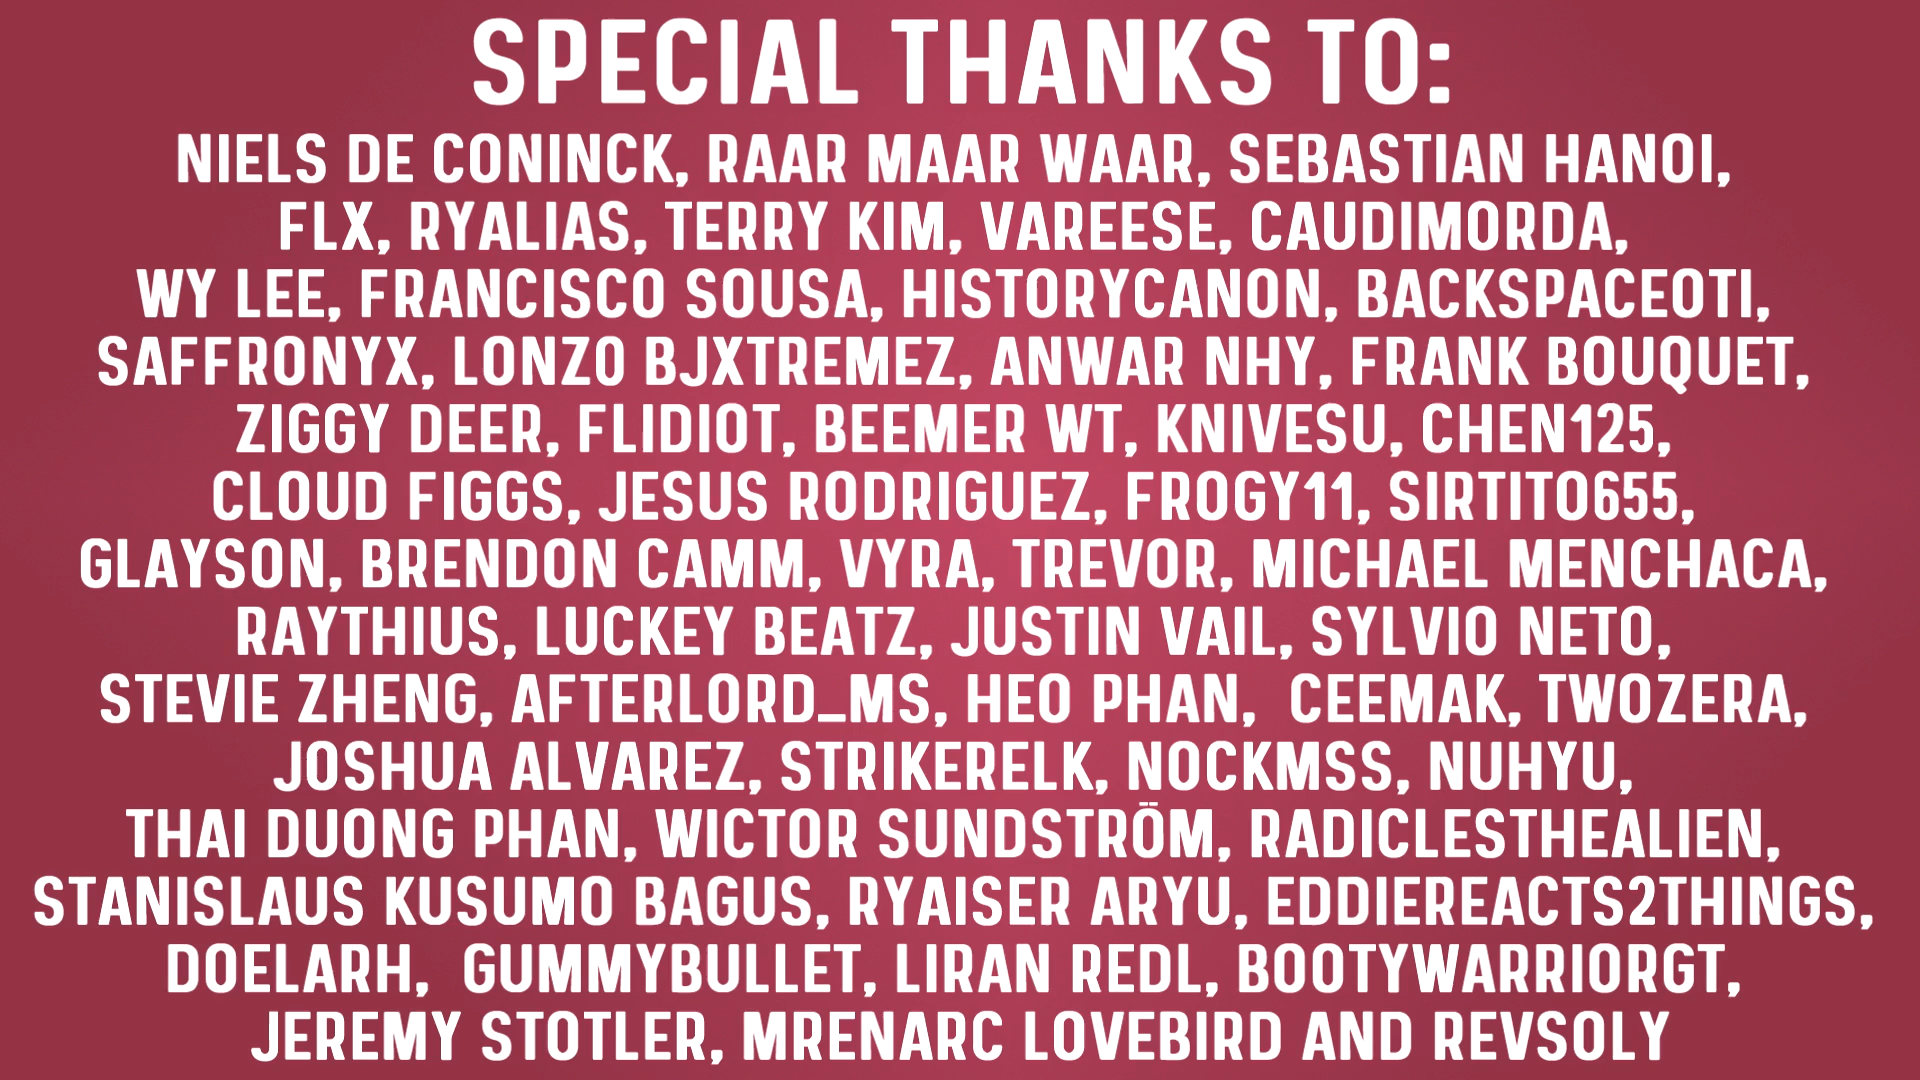 SPECIAL THANKS TO:
NIELS DE CONINCK, RAAR MAAR WAAR, SEBASTIAN HANOI,
FLX, RYALIAS, TERRY KIM, VAREESE, CAUDIMORDA,
WY LEE, FRANCISCO SOUSA, HISTORYCANON, BACKSPACEOTI,
SAFFRONYX, LONZO BJXTREMEZ, ANWAR NHY, FRANK BOUQUET,
ZIGGY DEER, FLIDIOT, BEEMER WT, KNIVESU, CHEN125,
CLOUD FIGGS, JESUS RODRIGUEZ, FROGY11, SIRTITO655,
GLAYSON, BRENDON CAMM, VYRA, TREVOR, MICHAEL MENCHACA,
RAYTHIUS, LUCKEY BEATZ, JUSTIN VAIL, SYLVIO NETO,
STEVIE ZHENG, AFTERLORD_MS, HEO PHAN,  CEEMAK, TWOZERA,
JOSHUA ALVAREZ, STRIKERELK, NOCKMSS, NUHYU,
THAI DUONG PHAN, WICTOR SUNDSTRÖM, RADICLESTHEALIEN,
STANISLAUS KUSUMO BAGUS, RYAISER ARYU, EDDIEREACTS2THINGS,
DOELARH,  GUMMYBULLET, LIRAN REDL, BOOTYWARRIORGT,
JEREMY STOTLER, MRENARC LOVEBIRD AND REVSOLY